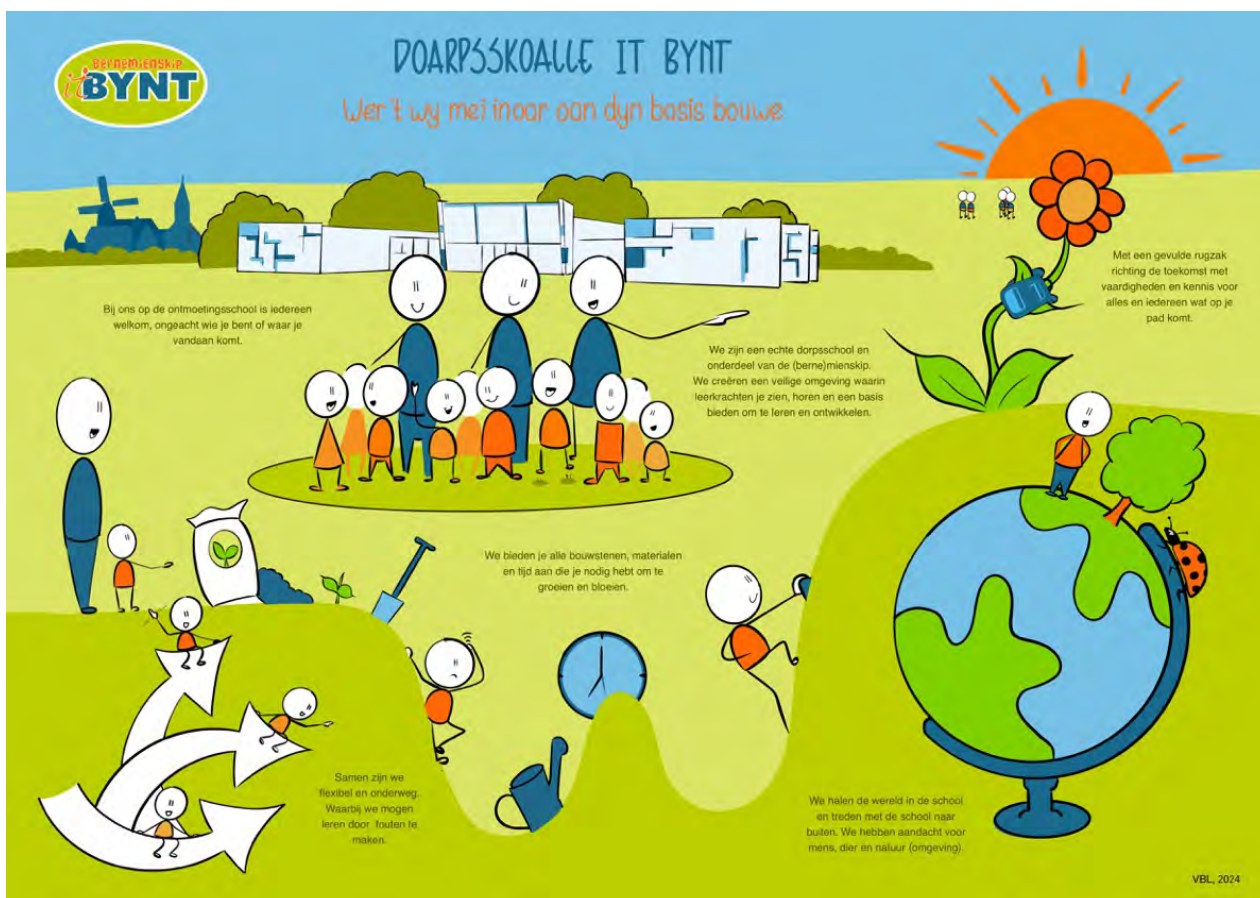 Bernemienskip
it BYNT
DOARPSSKOALLE IT BYNT
Wer't wy mei inoar oan dyn basis bouwe
Bij ons op de ontmoetingsschool is iedereen
welkom, ongeacht wie je bent of waar je
vandaan komt.
Met een gevulde rugzak
richting de toekomst met
vaardigheden en kennis voor
alles en iedereen wat op je
pad komt.
We zijn een echte dorpsschool en
onderdeel van de (berne)mienskip.
We creëren een veilige omgeving waarin
leerkrachten je zien, horen en een basis
bieden om te leren en ontwikkelen.
We bieden je alle bouwstenen, materialen
en tijd aan die je nodig hebt om te
groeien en bloeien.
Samen zijn we
flexibel en onderweg.
Waarbij we mogen
leren door fouten te
maken.
We halen de wereld in de school
en treden met de school naar
buiten. We hebben aandacht voor
mens, dier en natuur (omgeving).
VBL, 2024